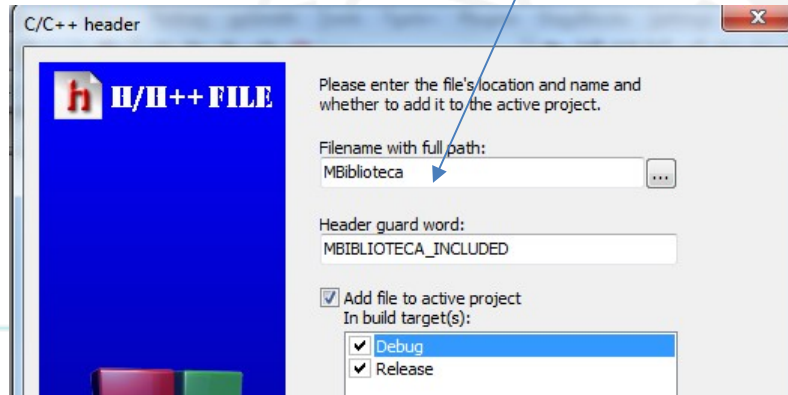 C/C++ header
h H/H++ FILE
Please enter the file's location and name and
whether to add it to the active project.
Filename with full path:
MBiblioteca
...
Header guard word:
MBIBLIOTECA_INCLUDED
Add file to active project
In build target(s):
Debug
Release